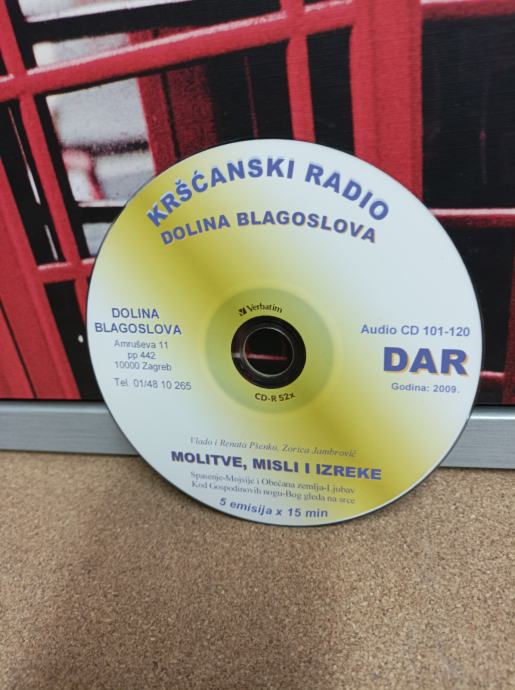 KRŠĆANSKI RADIO
DOLINA BLAGOSLOVA
Verbatim
DOLINA
BLAGOSLOVA
Amruševa 11
pp 442
10000 Zagreb
Tel. 01/48 10 265
Audio CD 101-120
DAR
Godina: 2009.
CD-R 52x
Vlado i Renata Pšenko, Zorica Jambrović
MOLITVE, MISLI I IZREKE
Spasenje-Mojsije i Obećana zemlja-Ljubav
Kod Gospodinovih nogu-Bog gleda na srce
5 emisija x 15 min